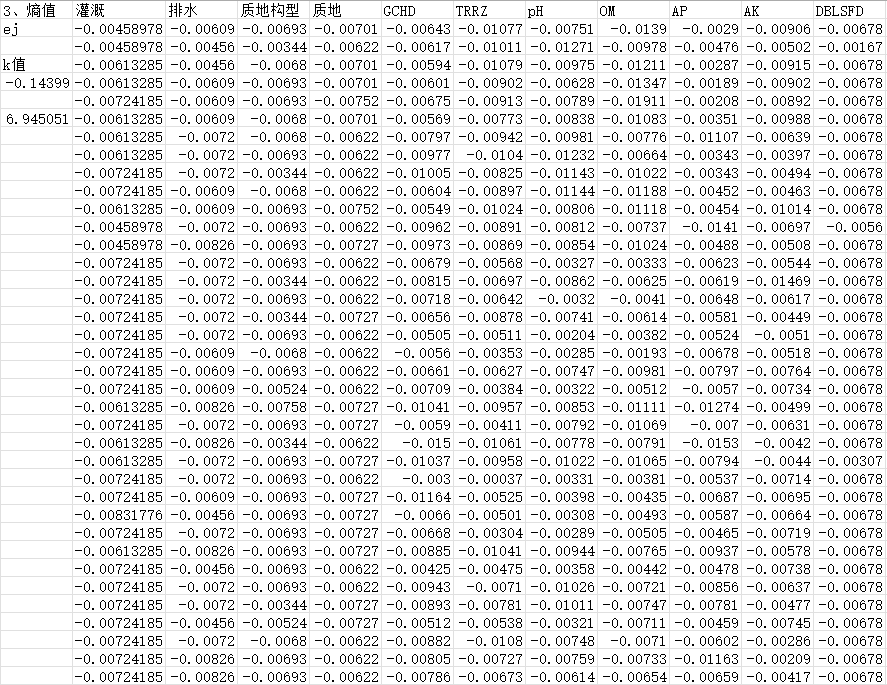 3、熵值 灌溉 排水 质地构型 质地 GCHD TRRZ pH OM AP AK DBLSFD
ej -0.00458978 -0.00609 -0.00693 -0.00701 -0.00643 -0.01077 -0.00751 -0.0139 -0.0029 -0.00906 -0.00678
-0.00458978 -0.00456 -0.00344 -0.00622 -0.00617 -0.01011 -0.01271 -0.00978 -0.00476 -0.00502 -0.00167
k值 -0.00613285 -0.00456 -0.0068 -0.00701 -0.00594 -0.01079 -0.00975 -0.01211 -0.00287 -0.00915 -0.00678
-0.14399 -0.00613285 -0.00609 -0.00693 -0.00701 -0.00601 -0.00902 -0.00628 -0.01347 -0.00189 -0.00902 -0.00678
-0.00724185 -0.00609 -0.00693 -0.00752 -0.00675 -0.00913 -0.00789 -0.01911 -0.00208 -0.00892 -0.00678
6.945051 -0.00613285 -0.00609 -0.0068 -0.00701 -0.00569 -0.00773 -0.00838 -0.01083 -0.00351 -0.00988 -0.00678
-0.00613285 -0.0072 -0.0068 -0.00622 -0.00797 -0.00942 -0.00981 -0.00776 -0.01107 -0.00639 -0.00678
-0.00613285 -0.0072 -0.00693 -0.00622 -0.00977 -0.0104 -0.01232 -0.00664 -0.00343 -0.00397 -0.00678
-0.00724185 -0.0072 -0.00344 -0.00622 -0.01005 -0.00825 -0.01143 -0.01022 -0.00343 -0.00494 -0.00678
-0.00724185 -0.00609 -0.0068 -0.00622 -0.00604 -0.00897 -0.01144 -0.01188 -0.00452 -0.00463 -0.00678
-0.00613285 -0.00609 -0.00693 -0.00752 -0.00549 -0.01024 -0.00806 -0.01118 -0.00454 -0.01014 -0.00678
-0.00458978 -0.0072 -0.00693 -0.00622 -0.00962 -0.00891 -0.00812 -0.00737 -0.0141 -0.00697 -0.0056
-0.00458978 -0.00826 -0.00693 -0.00727 -0.00973 -0.00869 -0.00854 -0.01024 -0.00488 -0.00508 -0.00678
-0.00724185 -0.0072 -0.00693 -0.00622 -0.00679 -0.00568 -0.00327 -0.00333 -0.00623 -0.00544 -0.00678
-0.00724185 -0.0072 -0.00344 -0.00622 -0.00815 -0.00697 -0.00862 -0.00625 -0.00619 -0.01469 -0.00678
-0.00724185 -0.0072 -0.00693 -0.00622 -0.00718 -0.00642 -0.0032 -0.0041 -0.00648 -0.00617 -0.00678
-0.00724185 -0.0072 -0.00344 -0.00727 -0.00656 -0.00878 -0.00741 -0.00614 -0.00581 -0.00449 -0.00678
-0.00724185 -0.0072 -0.00693 -0.00622 -0.00505 -0.00511 -0.00204 -0.00382 -0.00524 -0.0051 -0.00678
-0.00724185 -0.00609 -0.0068 -0.00622 -0.0056 -0.00353 -0.00285 -0.00193 -0.00678 -0.00518 -0.00678
-0.00724185 -0.00609 -0.00693 -0.00622 -0.00661 -0.00627 -0.00747 -0.00981 -0.00797 -0.00764 -0.00678
-0.00724185 -0.00609 -0.00524 -0.00622 -0.00709 -0.00384 -0.00322 -0.00512 -0.0057 -0.00734 -0.00678
-0.00613285 -0.00826 -0.00758 -0.00727 -0.01041 -0.00957 -0.00853 -0.01111 -0.01274 -0.00499 -0.00678
-0.00724185 -0.0072 -0.00693 -0.00727 -0.0059 -0.00411 -0.00792 -0.01069 -0.007 -0.00631 -0.00678
-0.00613285 -0.00826 -0.00344 -0.00622 -0.015 -0.01061 -0.00778 -0.00791 -0.0153 -0.0042 -0.00678
-0.00613285 -0.0072 -0.00693 -0.00727 -0.01037 -0.00958 -0.01022 -0.01065 -0.00794 -0.0044 -0.00307
-0.00724185 -0.0072 -0.00693 -0.00622 -0.003 -0.00037 -0.00331 -0.00381 -0.00537 -0.00714 -0.00678
-0.00724185 -0.00609 -0.00693 -0.00727 -0.01164 -0.00525 -0.00398 -0.00435 -0.00687 -0.00695 -0.00678
-0.00831776 -0.00456 -0.00693 -0.00727 -0.0066 -0.00501 -0.00308 -0.00493 -0.00587 -0.00664 -0.00678
-0.00724185 -0.0072 -0.00693 -0.00727 -0.00668 -0.00304 -0.00289 -0.00505 -0.00465 -0.00719 -0.00678
-0.00613285 -0.00826 -0.00693 -0.00727 -0.00885 -0.01041 -0.00944 -0.00765 -0.00937 -0.00578 -0.00678
-0.00724185 -0.00456 -0.00693 -0.00622 -0.00425 -0.00475 -0.00358 -0.00442 -0.00478 -0.00738 -0.00678
-0.00724185 -0.0072 -0.00693 -0.00622 -0.00943 -0.0071 -0.01026 -0.00721 -0.00856 -0.00637 -0.00678
-0.00724185 -0.0072 -0.00344 -0.00727 -0.00893 -0.00781 -0.01011 -0.00747 -0.00781 -0.00477 -0.00678
-0.00724185 -0.00456 -0.00524 -0.00727 -0.00512 -0.00538 -0.00321 -0.00711 -0.00459 -0.00745 -0.00678
-0.00724185 -0.0072 -0.0068 -0.00622 -0.00882 -0.0108 -0.00748 -0.0071 -0.00602 -0.00286 -0.00678
-0.00724185 -0.00826 -0.00693 -0.00622 -0.00805 -0.00727 -0.00759 -0.00733 -0.01163 -0.00209 -0.00678
-0.00724185 -0.00826 -0.00693 -0.00622 -0.00786 -0.00673 -0.00614 -0.00654 -0.00659 -0.00417 -0.00678